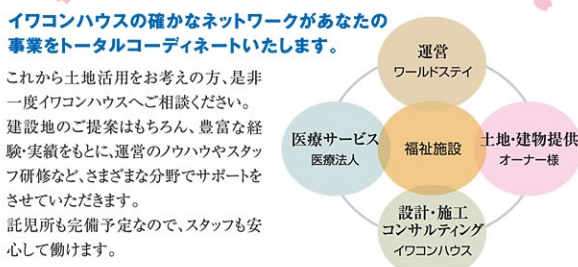 イワコンハウスの確かなネットワークがあなたの
事業をトータルコーディネートいたします。
これから土地活用をお考えの方、是非
一度イワコンハウスへご相談ください。
建設地のご提案はもちろん、豊富な経
験・実績をもとに、運営のノウハウやスタッ
フ研修など、さまざまな分野でサポートを
させていただきます。
託児所も完備予定なので、スタッフも安
心して働けます。
運営
ワールドステイ
医療サービス
医療法人
福祉施設
土地・建物提供
オーナー様
設計・施工
コンサルティング
イワコンハウス